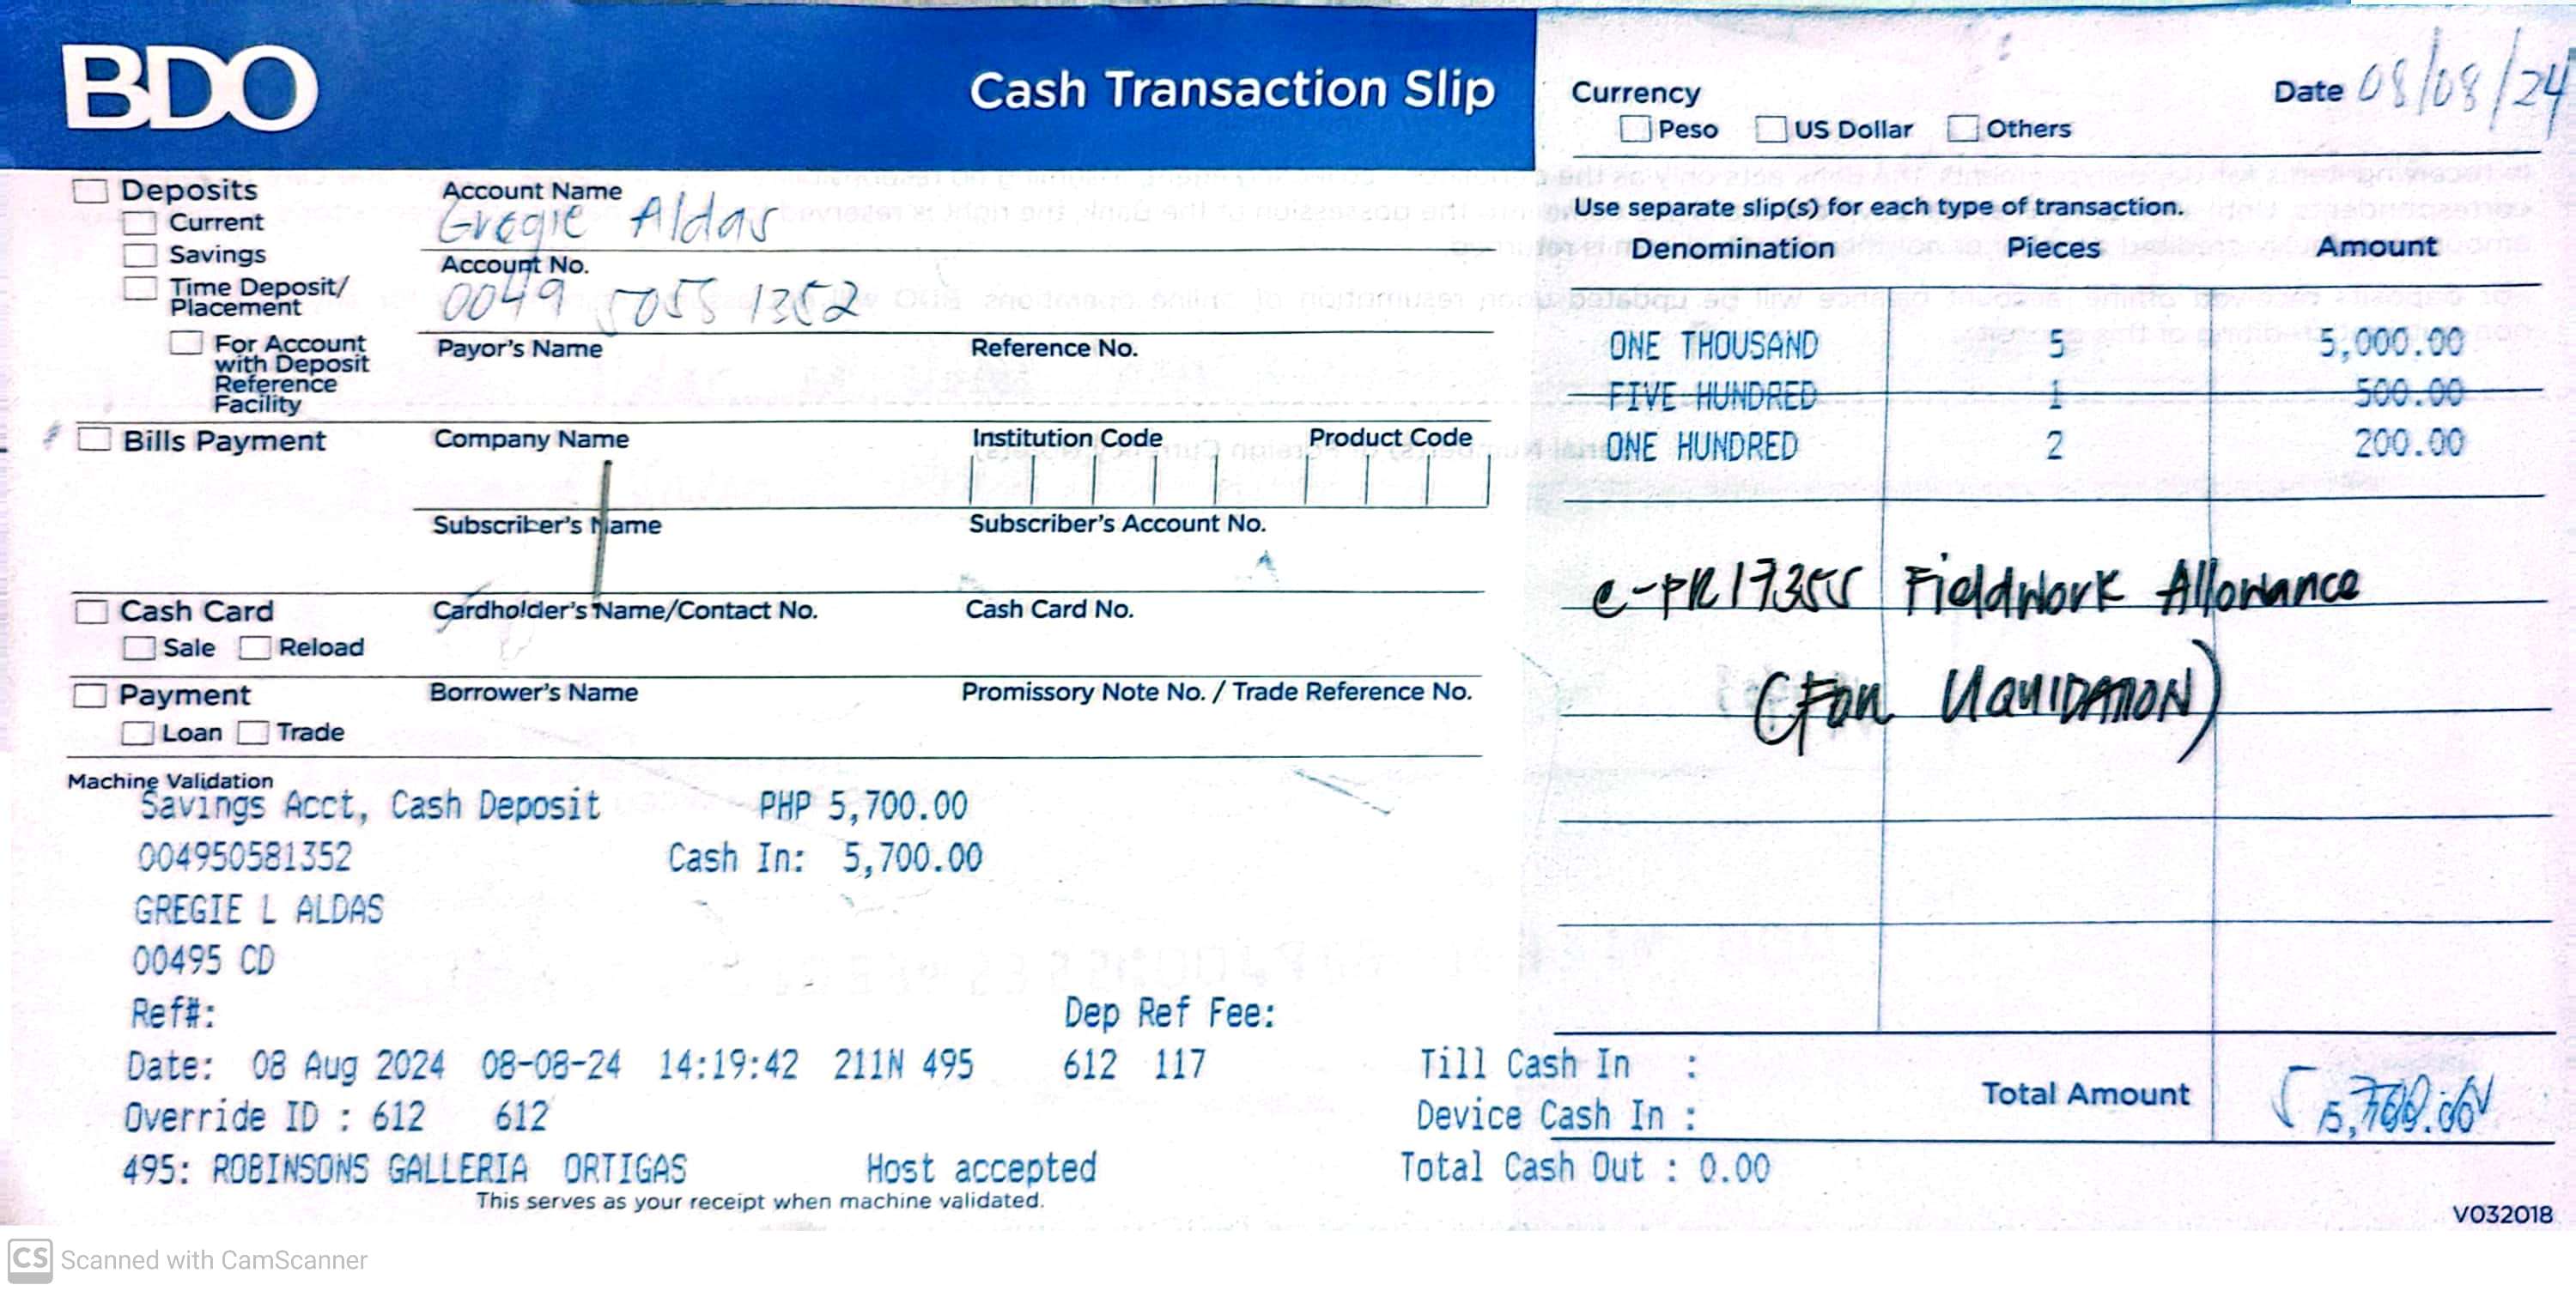 BDO
Cash Transaction Slip
Currency
Peso US Dollar Others
Date 08/08/24
Use separate slip(s) for each type of transaction.
Deposits
Current
Savings
Time Deposit/
Placement
For Account
with Deposit
Reference
Facility
Account Name
Gregie Aldas
Account No.
0049 5058 1352
Payor's Name Reference No.
Bills Payment
Company Name Institution Code Product Code
Subscriber's Name Subscriber's Account No.
Cash Card
Sale Reload
Cardholder's Name/Contact No. Cash Card No.
Payment
Loan Trade
Borrower's Name Promissory Note No. / Trade Reference No.
Denomination Pieces Amount
ONE THOUSAND 5 5,000.00
FIVE HUNDRED 1 500.00
ONE HUNDRED 2 200.00
e-PR17355 Fieldwork Allowance
(FOR LIQUIDATION)
Machine Validation
Savings Acct, Cash Deposit PHP 5,700.00
004950581352 Cash In: 5,700.00
GREGIE L ALDAS
00495 CD
Ref#: Dep Ref Fee:
Date: 08 Aug 2024 08-08-24 14:19:42 211N 495 612 117 Till Cash In :
Override ID : 612 612 Device Cash In :
Total Amount 5,700.00
495: ROBINSONS GALLERIA ORTIGAS Host accepted Total Cash Out : 0.00
This serves as your receipt when machine validated.
V032018
CS Scanned with CamScanner